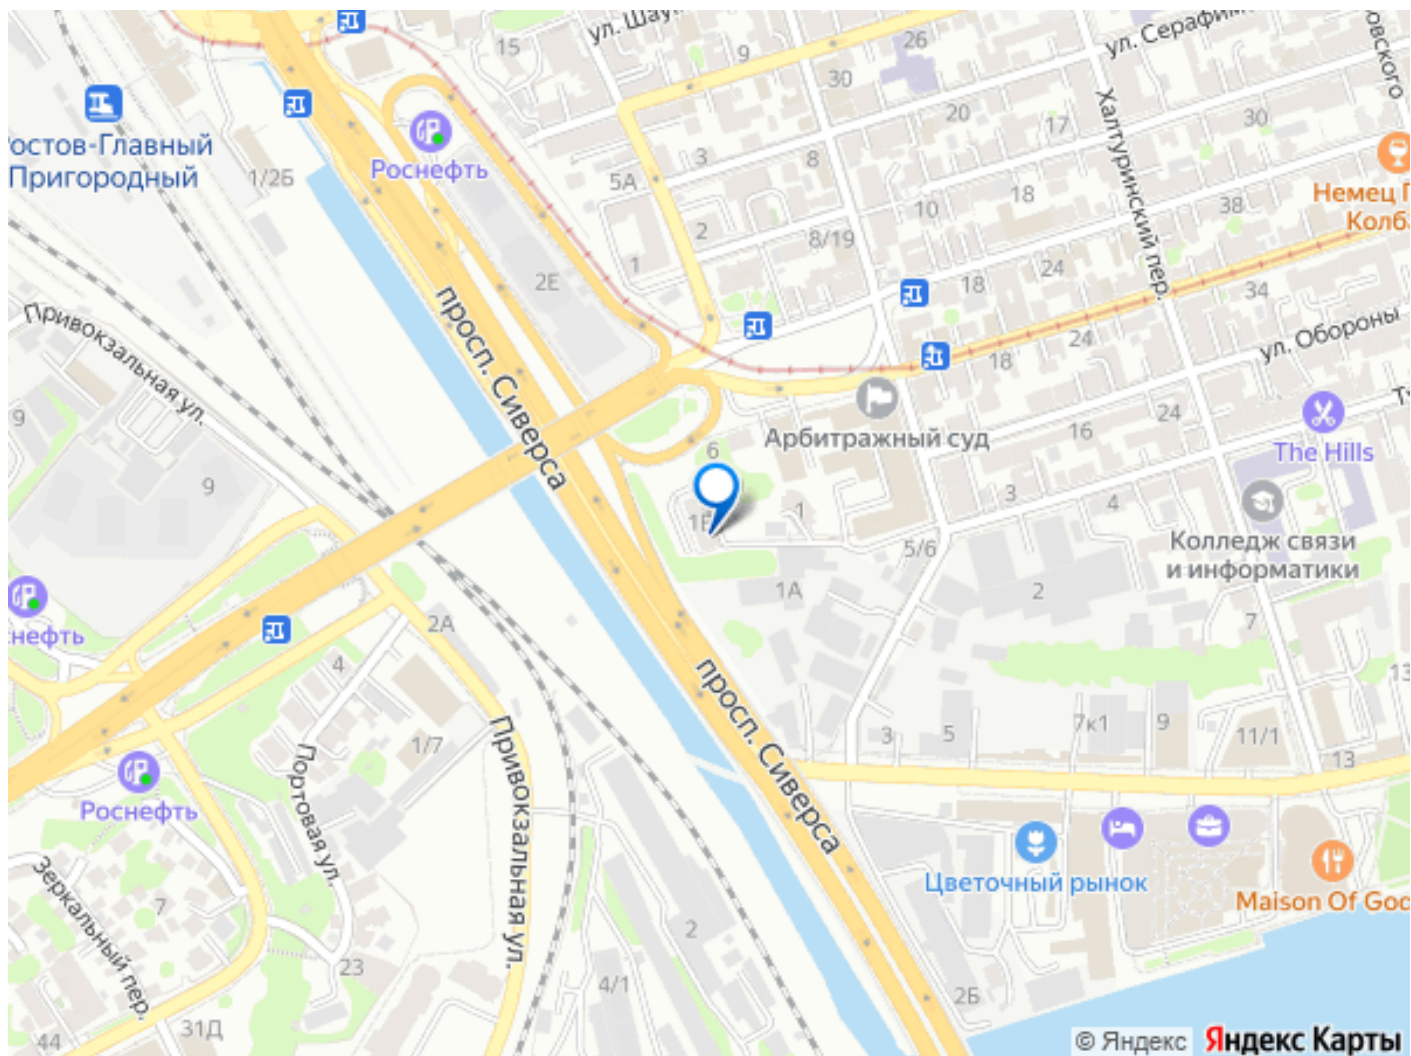 15
ул. Шау
9
26
ул. Серафим
овского
30
остов-Главный
Пригородный
Роснефть
1/2Б
20
17
Халтуринский пер.
30
3
8
5А
18
10
38
Немец П
Колб
2
8/19
1
2Е
18
24
34
Привокзальная ул.
просп. Сиверса
18
24
ул. Обороны
9
24
16
Арбитражный суд
The Hills
6
9
1
3
4
5/6
Колледж связи
и информатики
1А
2
снефть
2А
7
4
просп. Сиверса
13
1/7
Портовая ул.
Привокзальная ул.
3
5
7к1
9
11/1
13
Роснефть
Цветочный рынок
Maison Of God
Зеркальный пер.
7
2
23
4/1
2Б
31Д
44
© Яндекс Яндекс Карты